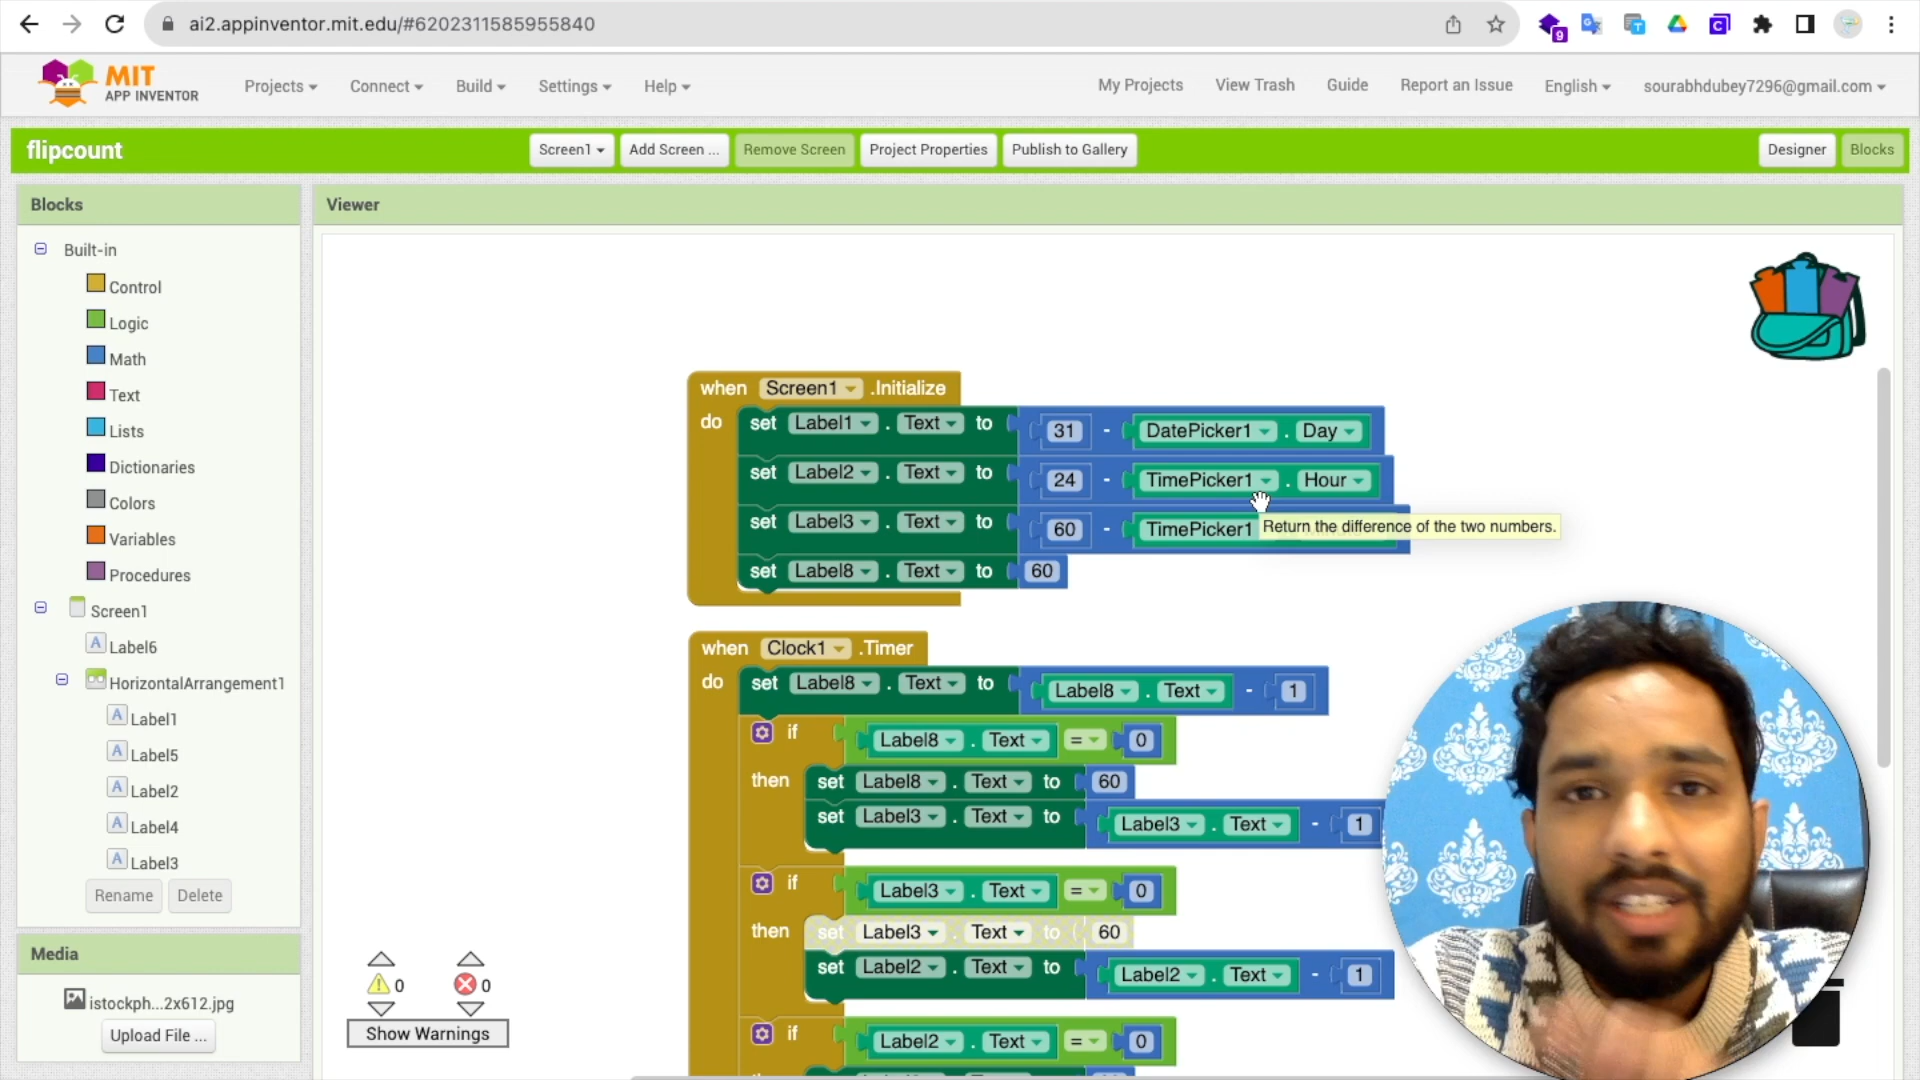 ai2.appinventor.mit.edu/#6202311585955840
9
MIT
APP INVENTOR
Projects
Connect
Build
Settings
Help
My Projects
View Trash
Guide
Report an Issue
English
sourabhdubey7296@gmail.com
flipcount
Screen1
Add Screen ...
Remove Screen
Project Properties
Publish to Gallery
Designer
Blocks
Blocks
Built-in
Control
Logic
Math
Text
Lists
Dictionaries
Colors
Variables
Procedures
Screen1
Label6
HorizontalArrangement1
Label1
Label5
Label2
Label4
Label3
Rename
Delete
Media
istockph...2x612.jpg
Upload File ...
Viewer
when Screen1 .Initialize
do set Label1 . Text to 31 - DatePicker1 . Day
set Label2 . Text to 24 - TimePicker1 . Hour
set Label3 . Text to 60 - TimePicker1
Return the difference of the two numbers.
set Label8 . Text to 60
when Clock1 .Timer
do set Label8 . Text to Label8 . Text - 1
if Label8 . Text = 0
then set Label8 . Text to 60
set Label3 . Text to Label3 . Text - 1
if Label3 . Text = 0
then set Label3 . Text to 60
set Label2 . Text to Label2 . Text - 1
if Label2 . Text = 0
0
0
Show Warnings